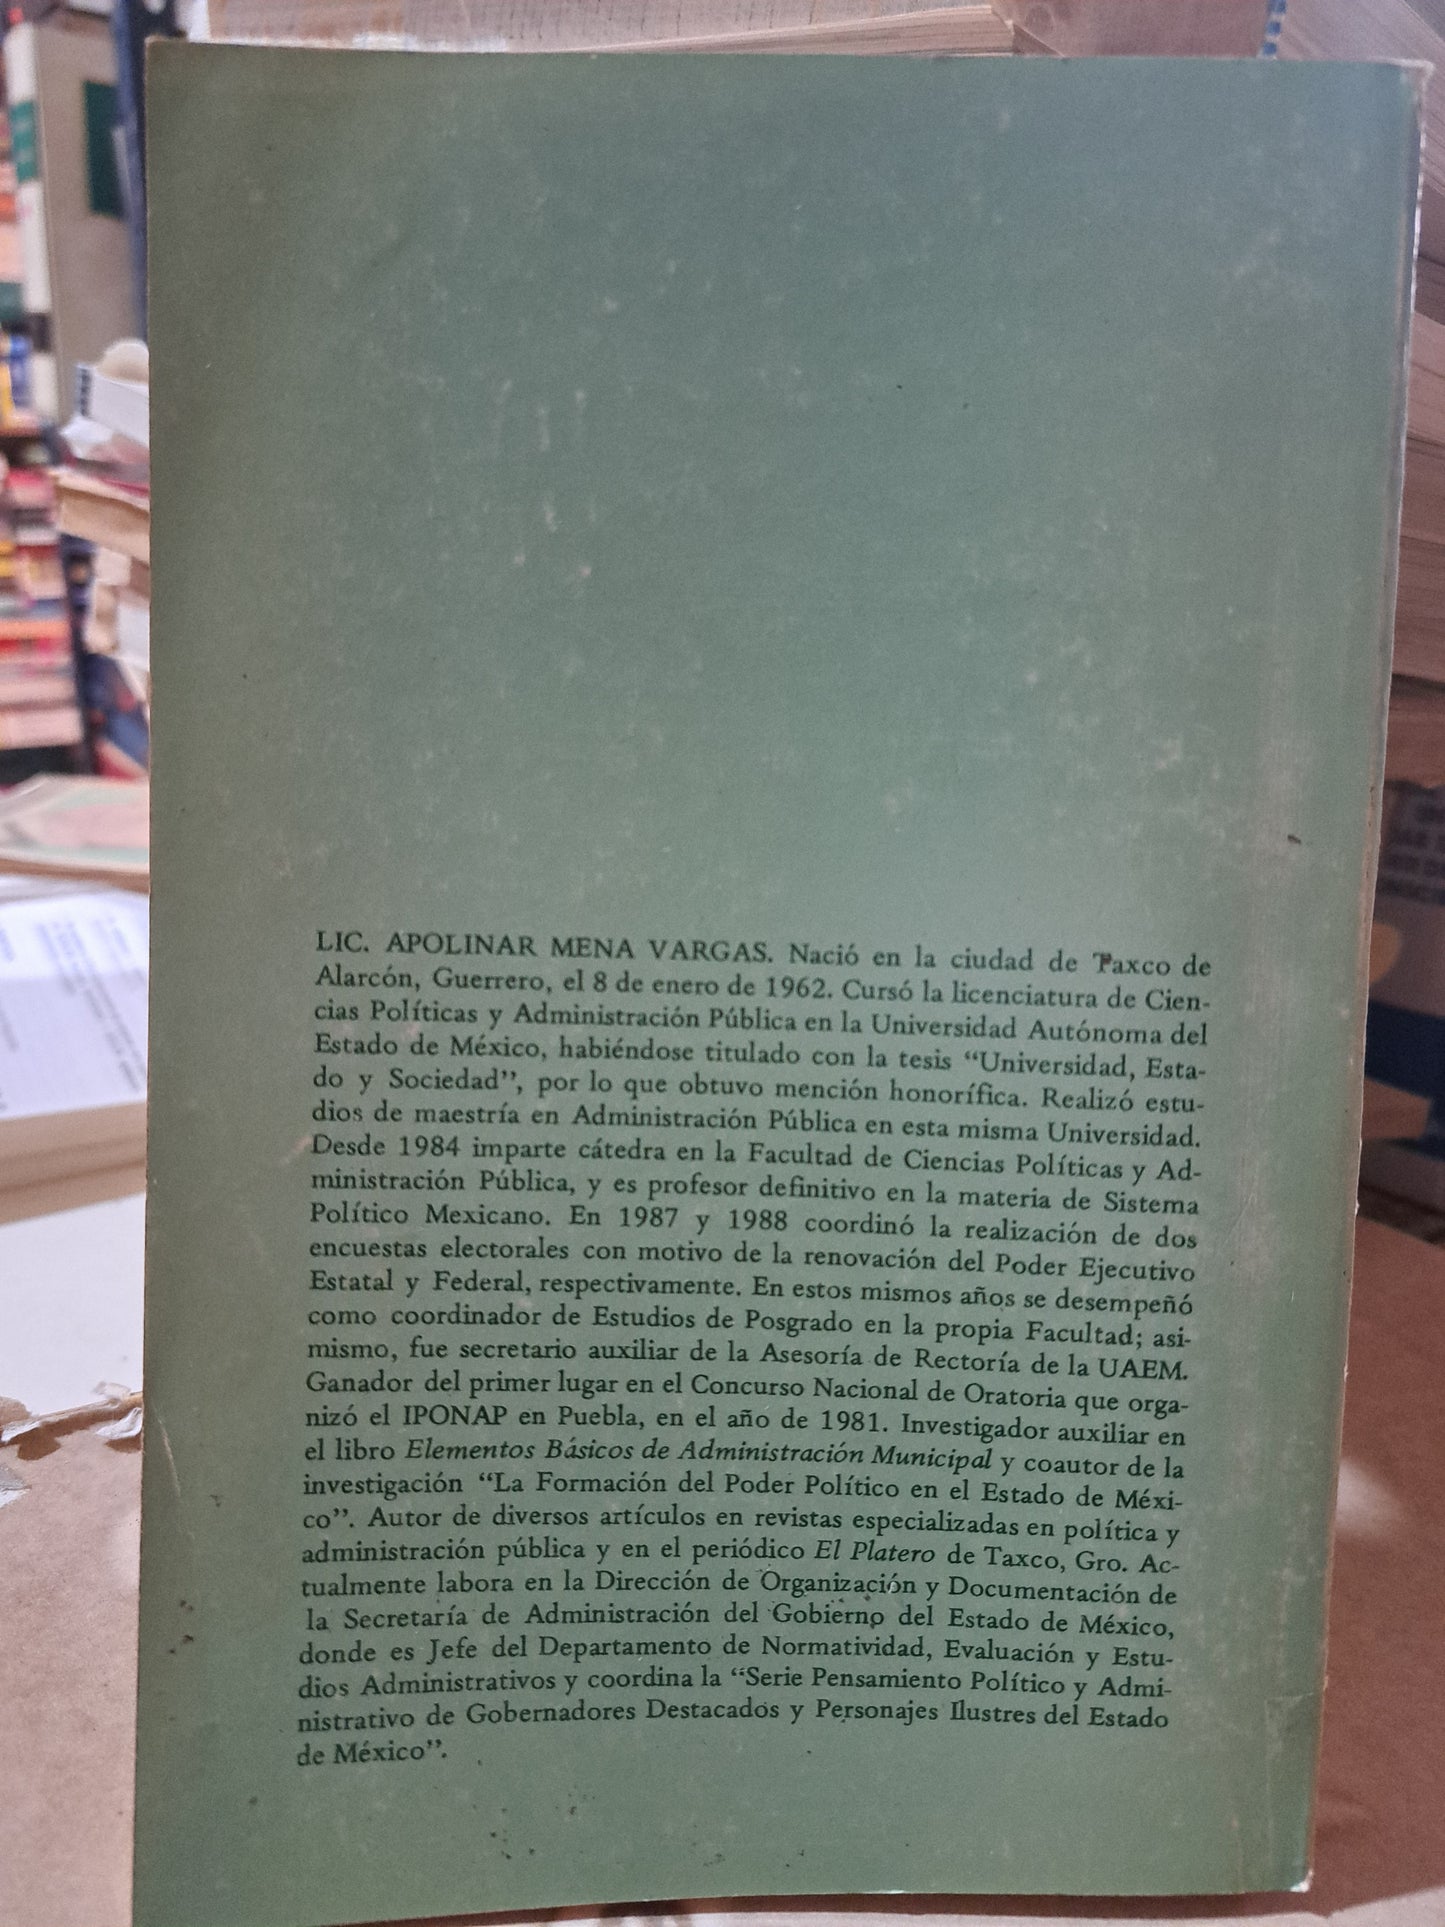 LIC. APOLINAR MENA VARGAS. Nació en la ciudad de Taxco de
Alarcón, Guerrero, el 8 de enero de 1962. Cursó la licenciatura de Cien-
cias Políticas y Administración Pública en la Universidad Autónoma del
Estado de México, habiéndose titulado con la tesis “Universidad, Esta-
do y Sociedad”, por lo que obtuvo mención honorífica. Realizó estu-
dios de maestría en Administración Pública en esta misma Universidad.
Desde 1984 imparte cátedra en la Facultad de Ciencias Políticas y Ad-
ministración Pública, y es profesor definitivo en la materia de Sistema
Político Mexicano. En 1987 y 1988 coordinó la realización de dos
encuestas electorales con motivo de la renovación del Poder Ejecutivo
Estatal y Federal, respectivamente. En estos mismos años se desempeñó
como coordinador de Estudios de Posgrado en la propia Facultad; asi-
mismo, fue secretario auxiliar de la Asesoría de Rectoría de la UAEM.
Ganador del primer lugar en el Concurso Nacional de Oratoria que orga-
nizó el IPONAP en Puebla, en el año de 1981. Investigador auxiliar en
el libro Elementos Básicos de Administración Municipal y coautor de la
investigación “La Formación del Poder Político en el Estado de Méxi-
co”. Autor de diversos artículos en revistas especializadas en política y
administración pública y en el periódico El Platero de Taxco, Gro. Ac-
tualmente labora en la Dirección de Organización y Documentación de
la Secretaría de Administración del Gobierno del Estado de México,
donde es Jefe del Departamento de Normatividad, Evaluación y Estu-
dios Administrativos y coordina la “Serie Pensamiento Político y Admi-
nistrativo de Gobernadores Destacados y Personajes Ilustres del Estado
de México”.